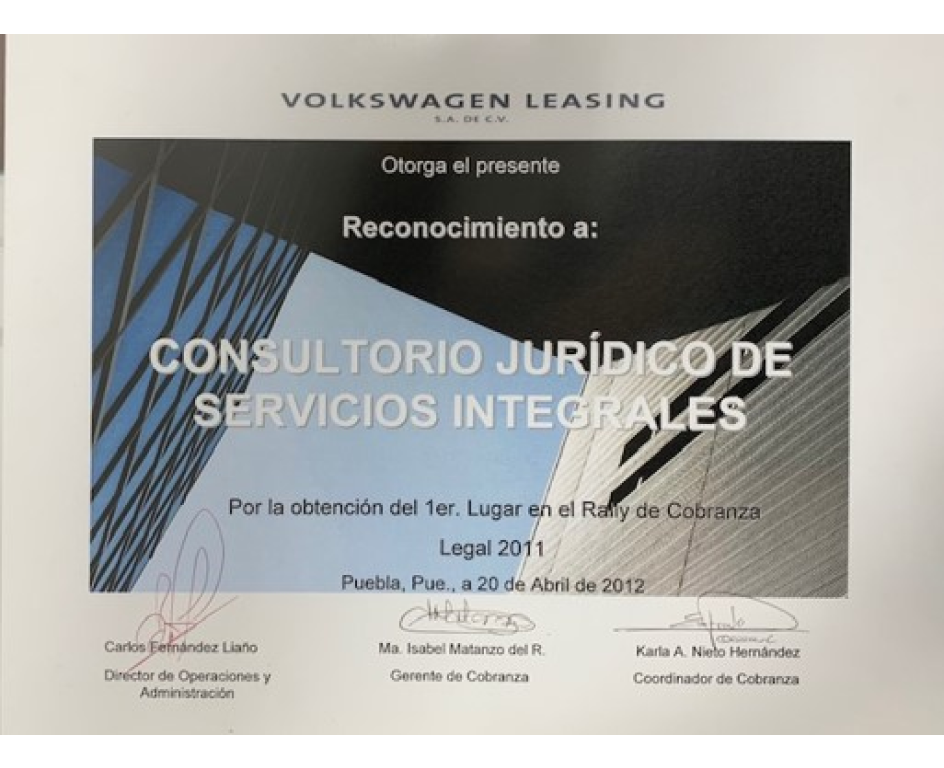 VOLKSWAGEN LEASING
S.A. DE C.V.
Otorga el presente
Reconocimiento a:
CONSULTORIO JURÍDICO DE
SERVICIOS INTEGRALES
Por la obtención del 1er. Lugar en el Rally de Cobranza
Legal 2011
Puebla, Pue., a 20 de Abril de 2012
Carlos Fernández Liaño
Director de Operaciones y
Administración
Ma. Isabel Matanzo del R.
Gerente de Cobranza
Karla A. Nieto Hernández
Coordinador de Cobranza